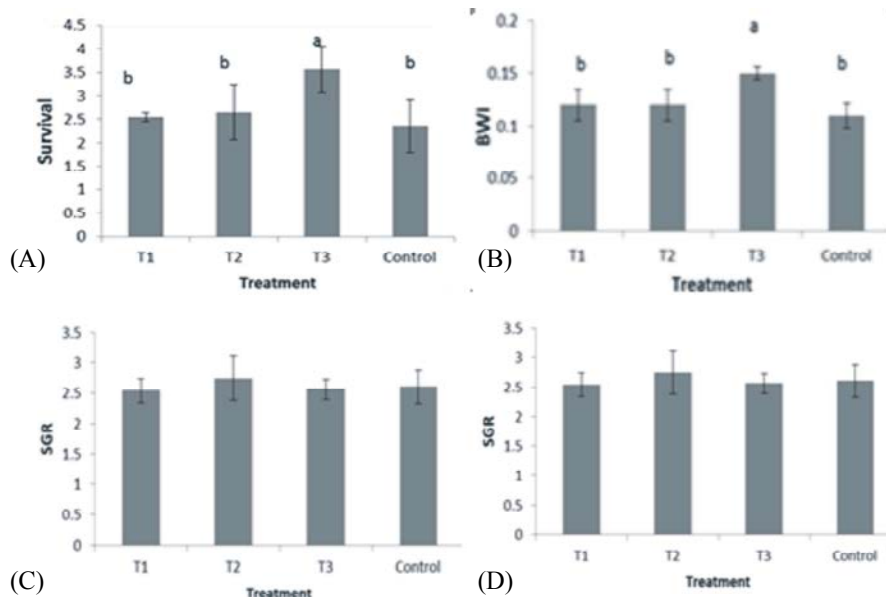 4.5
4
3.5
3
2.5
2
1.5
1
0.5
0
Survival
b
b
a
b
T1
T2
T3
Control
Treatment
(A)
0.2
0.15
0.1
0.05
0
BWI
b
b
a
b
T1
T2
T3
Control
Treatment
(B)
3.5
3
2.5
2
1.5
1
0.5
0
SGR
T1
T2
T3
Control
Treatment
(C)
3.5
3
2.5
2
1.5
1
0.5
0
SGR
T1
T2
T3
Control
Treatment
(D)